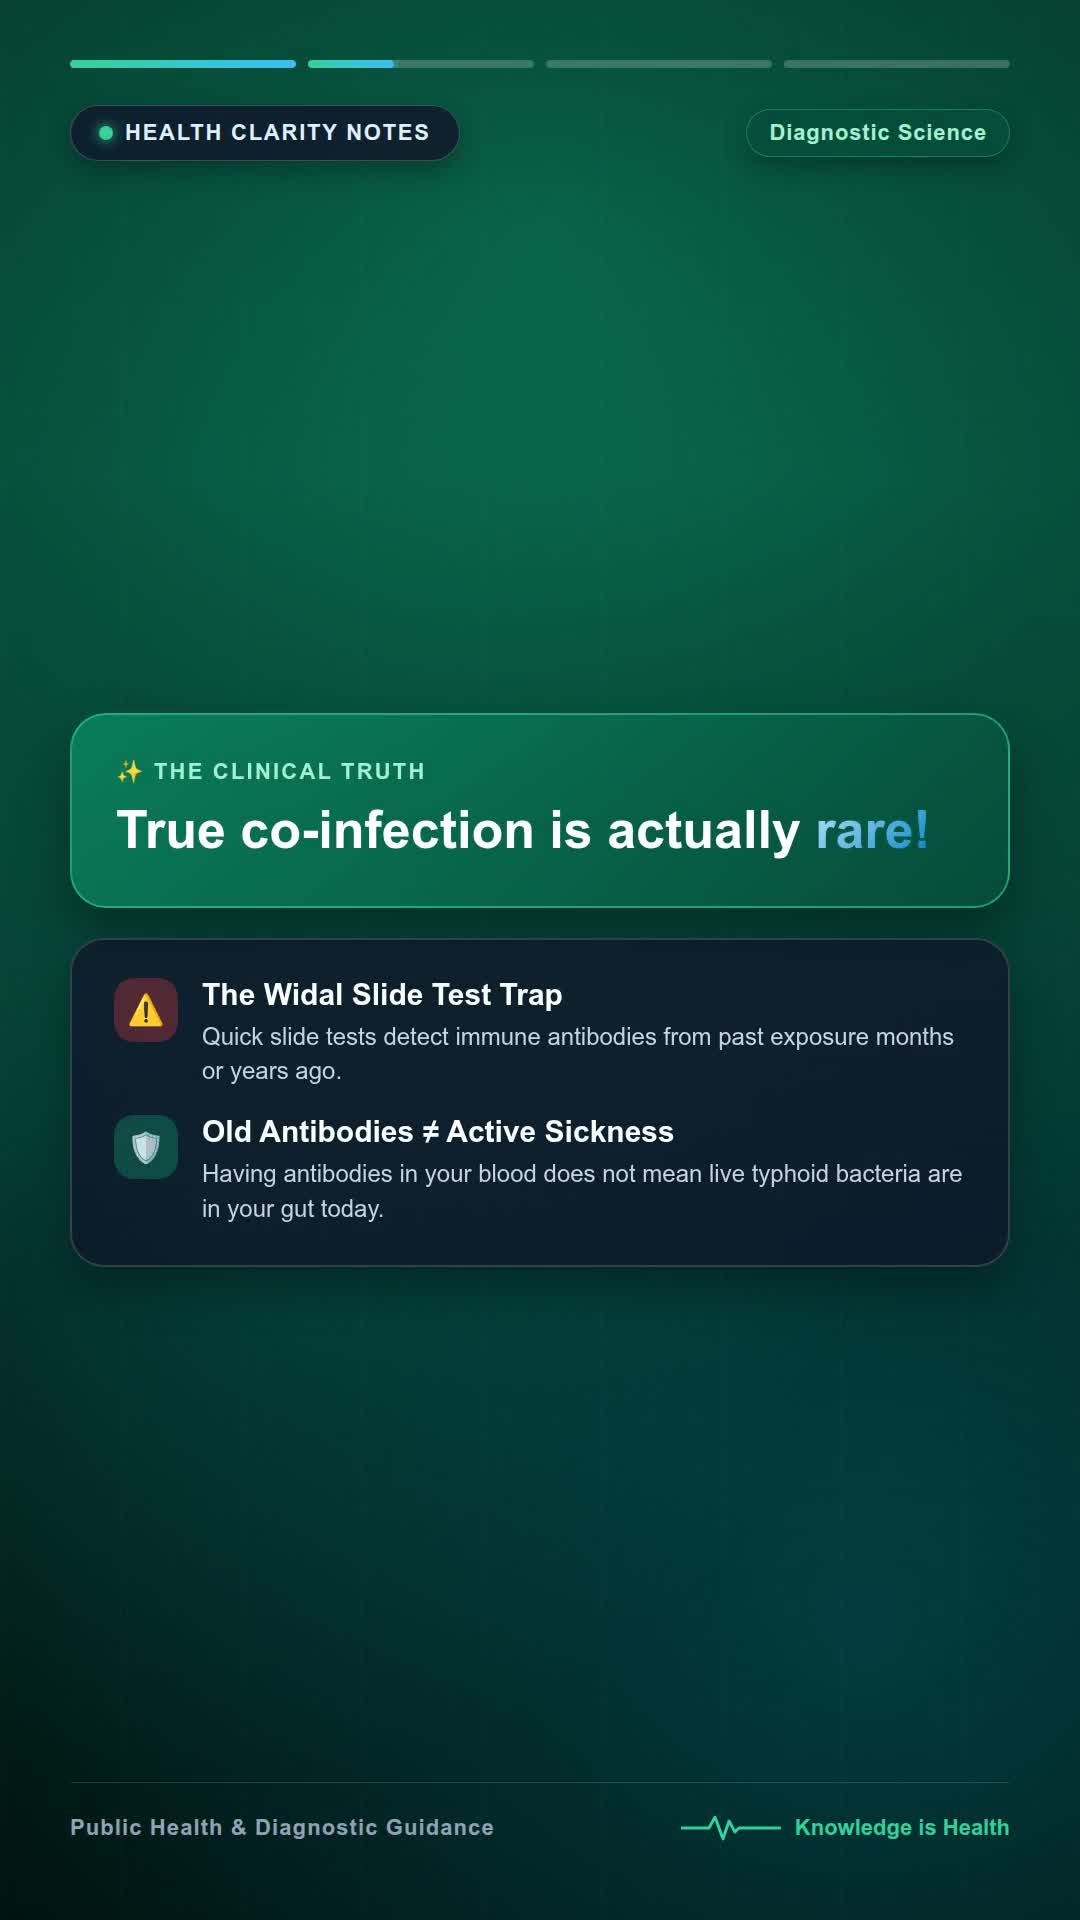 HEALTH CLARITY NOTES
Diagnostic Science
✨ THE CLINICAL TRUTH
True co-infection is actually rare!
The Widal Slide Test Trap
Quick slide tests detect immune antibodies from past exposure months
or years ago.
Old Antibodies ≠ Active Sickness
Having antibodies in your blood does not mean live typhoid bacteria are
in your gut today.
Public Health & Diagnostic Guidance
Knowledge is Health